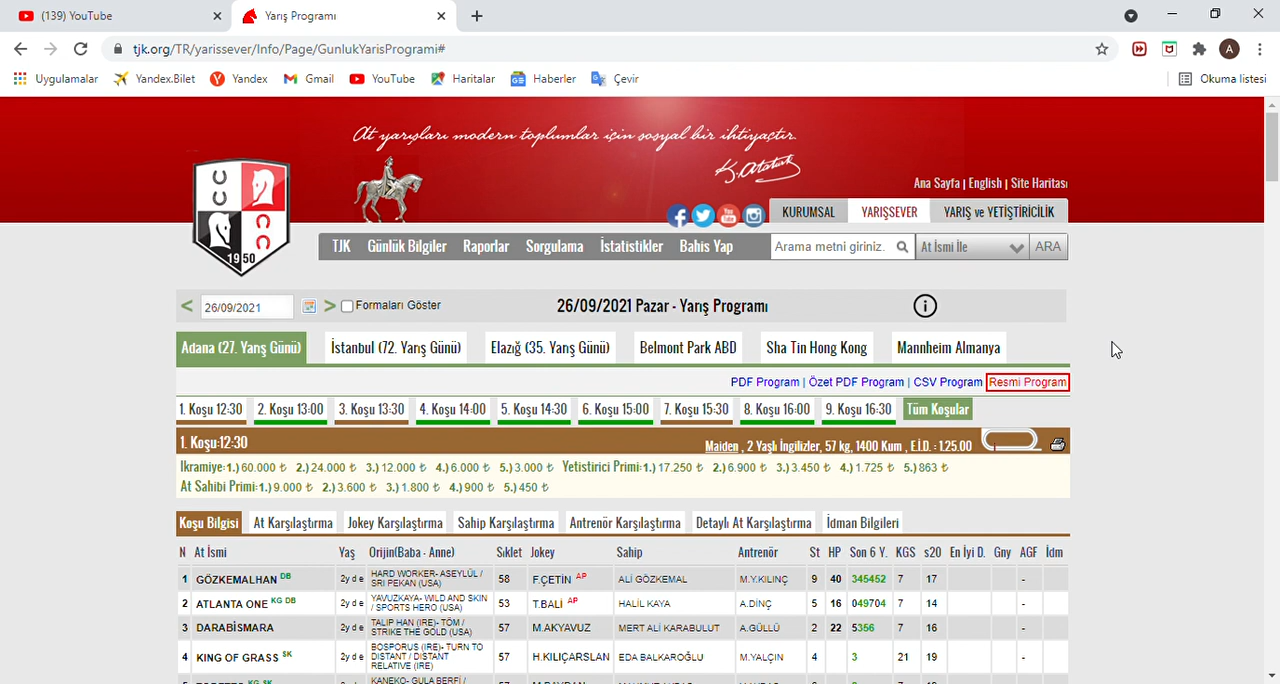 (139) YouTube
Yarış Programı
tjk.org/TR/yarissever/Info/Page/GunlukYarisProgrami#
A
Uygulamalar Yandex.Bilet Yandex Gmail YouTube Haritalar Haberler Çevir Okuma listesi
At yarışları modern toplumlar için sosyal bir ihtiyaçtır.
K. Atatürk
1950
Ana Sayfa | English | Site Haritası
KURUMSAL YARIŞSEVER YARIŞ ve YETİŞTİRİCİLİK
TJK Günlük Bilgiler Raporlar Sorgulama İstatistikler Bahis Yap Arama metni giriniz. At İsmi İle ARA
< 26/09/2021 > Formaları Göster 26/09/2021 Pazar - Yarış Programı
Adana (27. Yarış Günü) İstanbul (72. Yarış Günü) Elazığ (35. Yarış Günü) Belmont Park ABD Sha Tin Hong Kong Mannheim Almanya
PDF Program | Özet PDF Program | CSV Program Resmi Program
1. Koşu 12:30 2. Koşu 13:00 3. Koşu 13:30 4. Koşu 14:00 5. Koşu 14:30 6. Koşu 15:00 7. Koşu 15:30 8. Koşu 16:00 9. Koşu 16:30 Tüm Koşular
1. Koşu:12:30 Maiden , 2 Yaşlı İngilizler, 57 kg, 1400 Kum , E.İ.D. : 1.25.00
Ikramiye:1.) 60.000 ₺ 2.) 24.000 ₺ 3.) 12.000 ₺ 4.) 6.000 ₺ 5.) 3.000 ₺ Yetistirici Primi:1.) 17.250 ₺ 2.) 6.900 ₺ 3.) 3.450 ₺ 4.) 1.725 ₺ 5.) 863 ₺
At Sahibi Primi:1.) 9.000 ₺ 2.) 3.600 ₺ 3.) 1.800 ₺ 4.) 900 ₺ 5.) 450 ₺
Koşu Bilgisi At Karşılaştırma Jokey Karşılaştırma Sahip Karşılaştırma Antrenör Karşılaştırma Detaylı At Karşılaştırma İdman Bilgileri
N At İsmi Yaş Orijin(Baba - Anne) Sıklet Jokey Sahip Antrenör St HP Son 6 Y. KGS s20 En İyi D. Gny AGF İdm
1 GÖZKEMALHAN DB 2y d e HARD WORKER- ASEYLÜL / SRI PEKAN (USA) 58 F.ÇETİN AP ALİ GÖZKEMAL M.Y.KILINÇ 9 40 345452 7 17 -
2 ATLANTA ONE KG DB 2y d e YAVUZKAYA- WILD AND SKIN / SPORTS HERO (USA) 53 T.BALİ AP HALİL KAYA A.DİNÇ 5 16 049704 7 14 -
3 DARABİSMARA 2y d e TALIP HAN (IRE)- TÖM / STRIKE THE GOLD (USA) 57 M.AKYAVUZ MERT ALİ KARABULUT A.GÜLLÜ 2 22 5356 7 16 -
4 KING OF GRASS SK 2y d e BOSPORUS (IRE)- TURN TO DISTANT / DISTANT RELATIVE (IRE) 57 H.KILIÇARSLAN EDA BALKAROĞLU M.YALÇIN 4 3 21 19 -
KANEKO- GULA BERFİ /